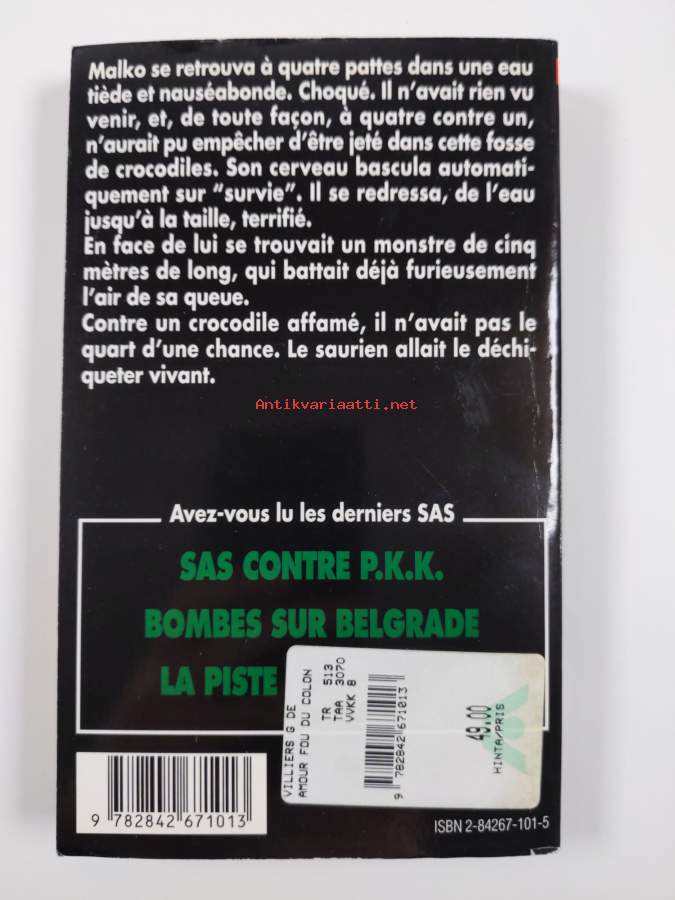 Malko se retrouva à quatre pattes dans une eau
tiède et nauséabonde. Choqué. Il n'avait rien vu
venir, et, de toute façon, à quatre contre un,
n'aurait pu empêcher d'être jeté dans cette fosse
de crocodiles. Son cerveau bascula automati-
quement sur "survie". Il se redressa, de l'eau
jusqu'à la taille, terrifié.
En face de lui se trouvait un monstre de cinq
mètres de long, qui battait déjà furieusement
l'air de sa queue.
Contre un crocodile affamé, il n'avait pas le
quart d'une chance. Le saurien allait le déchi-
queter vivant.
Antikvariaatti.net
Avez-vous lu les derniers SAS
SAS CONTRE P.K.K.
BOMBES SUR BELGRADE
LA PISTE
VILLIERS G DE
AMOUR FOU DU COLON
TR 513
TAA 3070
VVKK 8
9 782842 671013
49.00
HINTA/PRIS
9 782842 671013
ISBN 2-84267-101-5